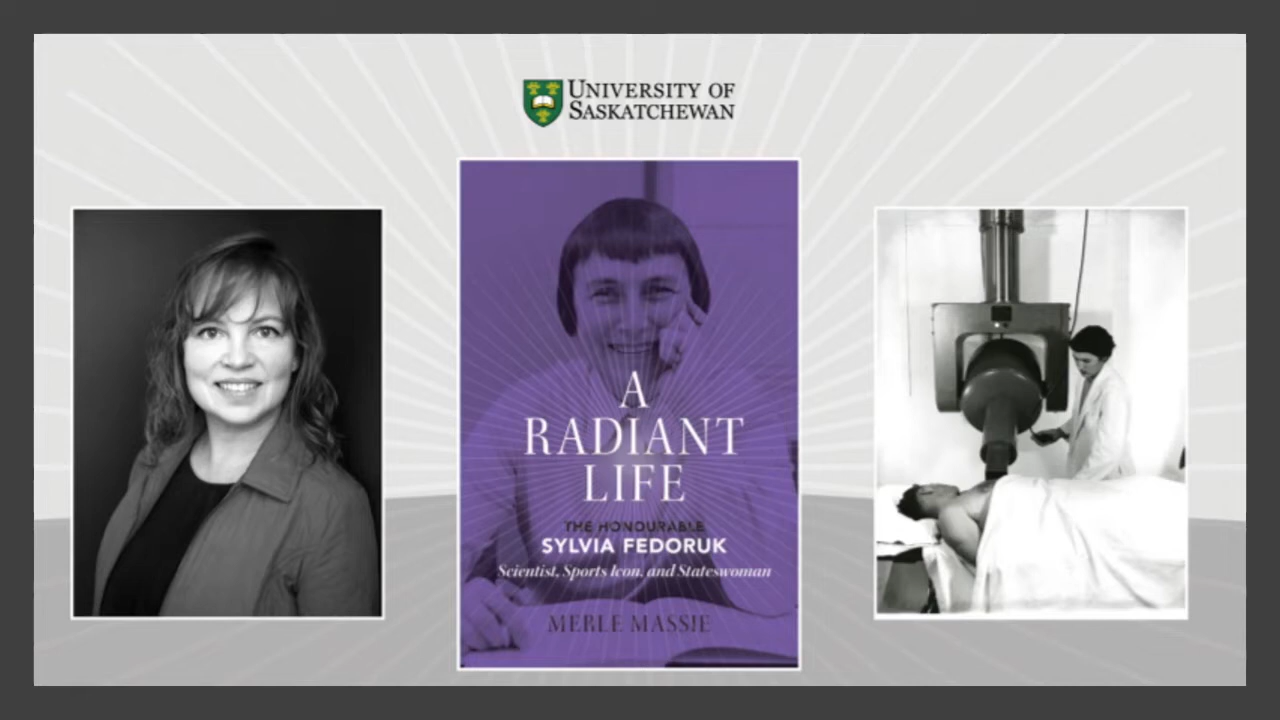 UNIVERSITY OF
SASKATCHEWAN
A
RADIANT
LIFE
THE HONOURABLE
SYLVIA FEDORUK
Scientist, Sports Icon, and Stateswoman
MERLE MASSIE